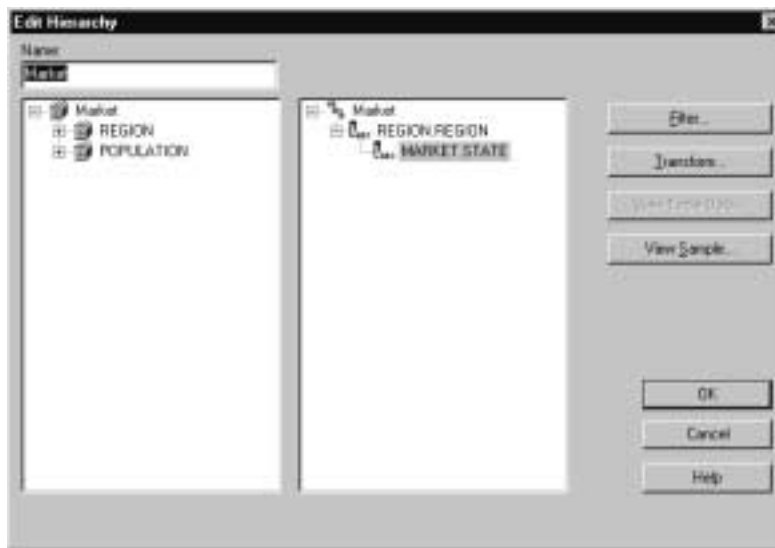 Edit Hierarchy
Name
Market
Market
REGION
POPULATION
Market
REGION.REGION
MARKET.STATE
Filter...
Transform...
View Sample...
OK
Cancel
Help